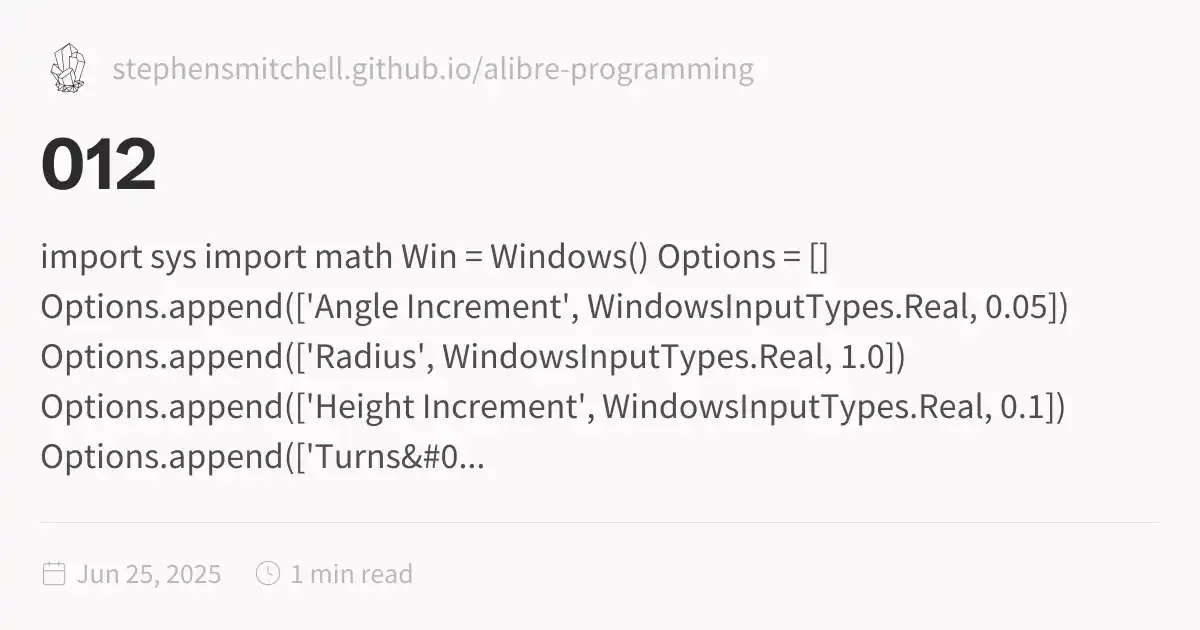 stephensmitchell.github.io/alibre-programming
012
import sys import math Win = Windows() Options = []
Options.append(['Angle Increment', WindowsInputTypes.Real, 0.05])
Options.append(['Radius', WindowsInputTypes.Real, 1.0])
Options.append(['Height Increment', WindowsInputTypes.Real, 0.1])
Options.append(['Turns&#0...
Jun 25, 2025 1 min read